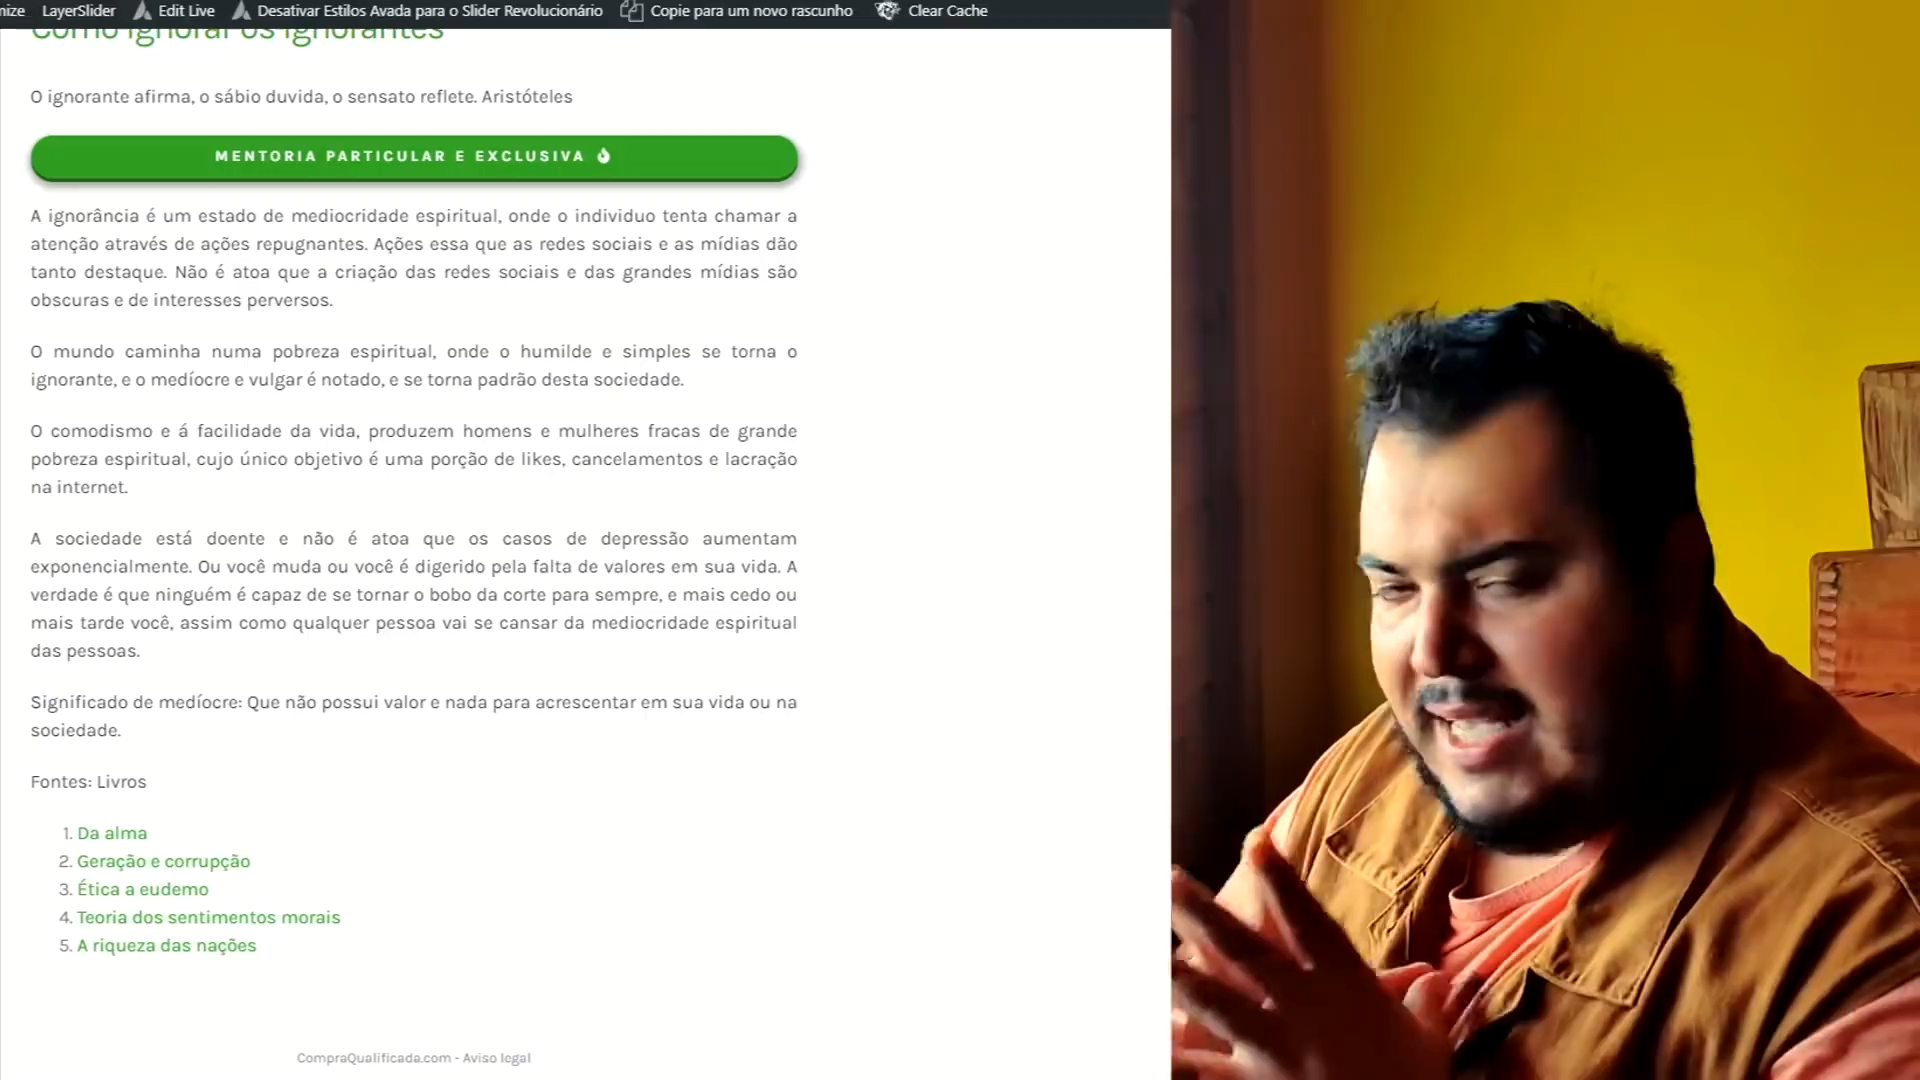 nize LayerSlider Edit Live Desativar Estilos Avada para o Slider Revolucionário Copie para um novo rascunho Clear Cache
Como ignorar os ignorantes
O ignorante afirma, o sábio duvida, o sensato reflete. Aristóteles
MENTORIA PARTICULAR E EXCLUSIVA
A ignorância é um estado de mediocridade espiritual, onde o individuo tenta chamar a
atenção através de ações repugnantes. Ações essa que as redes sociais e as mídias dão
tanto destaque. Não é atoa que a criação das redes sociais e das grandes mídias são
obscuras e de interesses perversos.
O mundo caminha numa pobreza espiritual, onde o humilde e simples se torna o
ignorante, e o medíocre e vulgar é notado, e se torna padrão desta sociedade.
O comodismo e á facilidade da vida, produzem homens e mulheres fracas de grande
pobreza espiritual, cujo único objetivo é uma porção de likes, cancelamentos e lacração
na internet.
A sociedade está doente e não é atoa que os casos de depressão aumentam
exponencialmente. Ou você muda ou você é digerido pela falta de valores em sua vida. A
verdade é que ninguém é capaz de se tornar o bobo da corte para sempre, e mais cedo ou
mais tarde você, assim como qualquer pessoa vai se cansar da mediocridade espiritual
das pessoas.
Significado de medíocre: Que não possui valor e nada para acrescentar em sua vida ou na
sociedade.
Fontes: Livros
1. Da alma
2. Geração e corrupção
3. Ética a eudemo
4. Teoria dos sentimentos morais
5. A riqueza das nações
CompraQualificada.com - Aviso legal